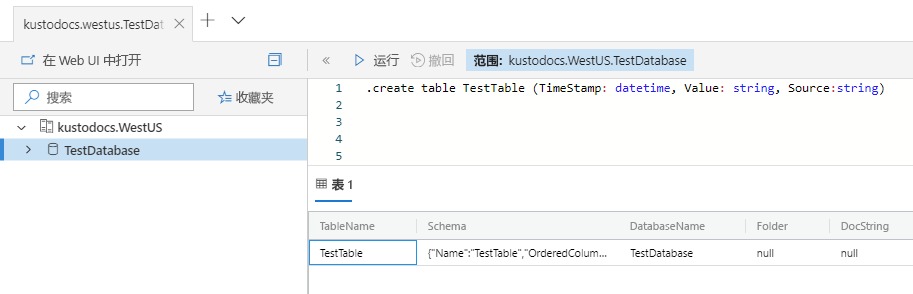 kustodocs.westus.TestDat
在 Web UI 中打开
运行 撤回 范围: kustodocs.WestUS.TestDatabase
搜索 收藏夹
kustodocs.WestUS
TestDatabase
1 .create table TestTable (TimeStamp: datetime, Value: string, Source:string)
2
3
4
5
表 1
TableName Schema DatabaseName Folder DocString
TestTable {"Name":"TestTable","OrderedColum... TestDatabase null null